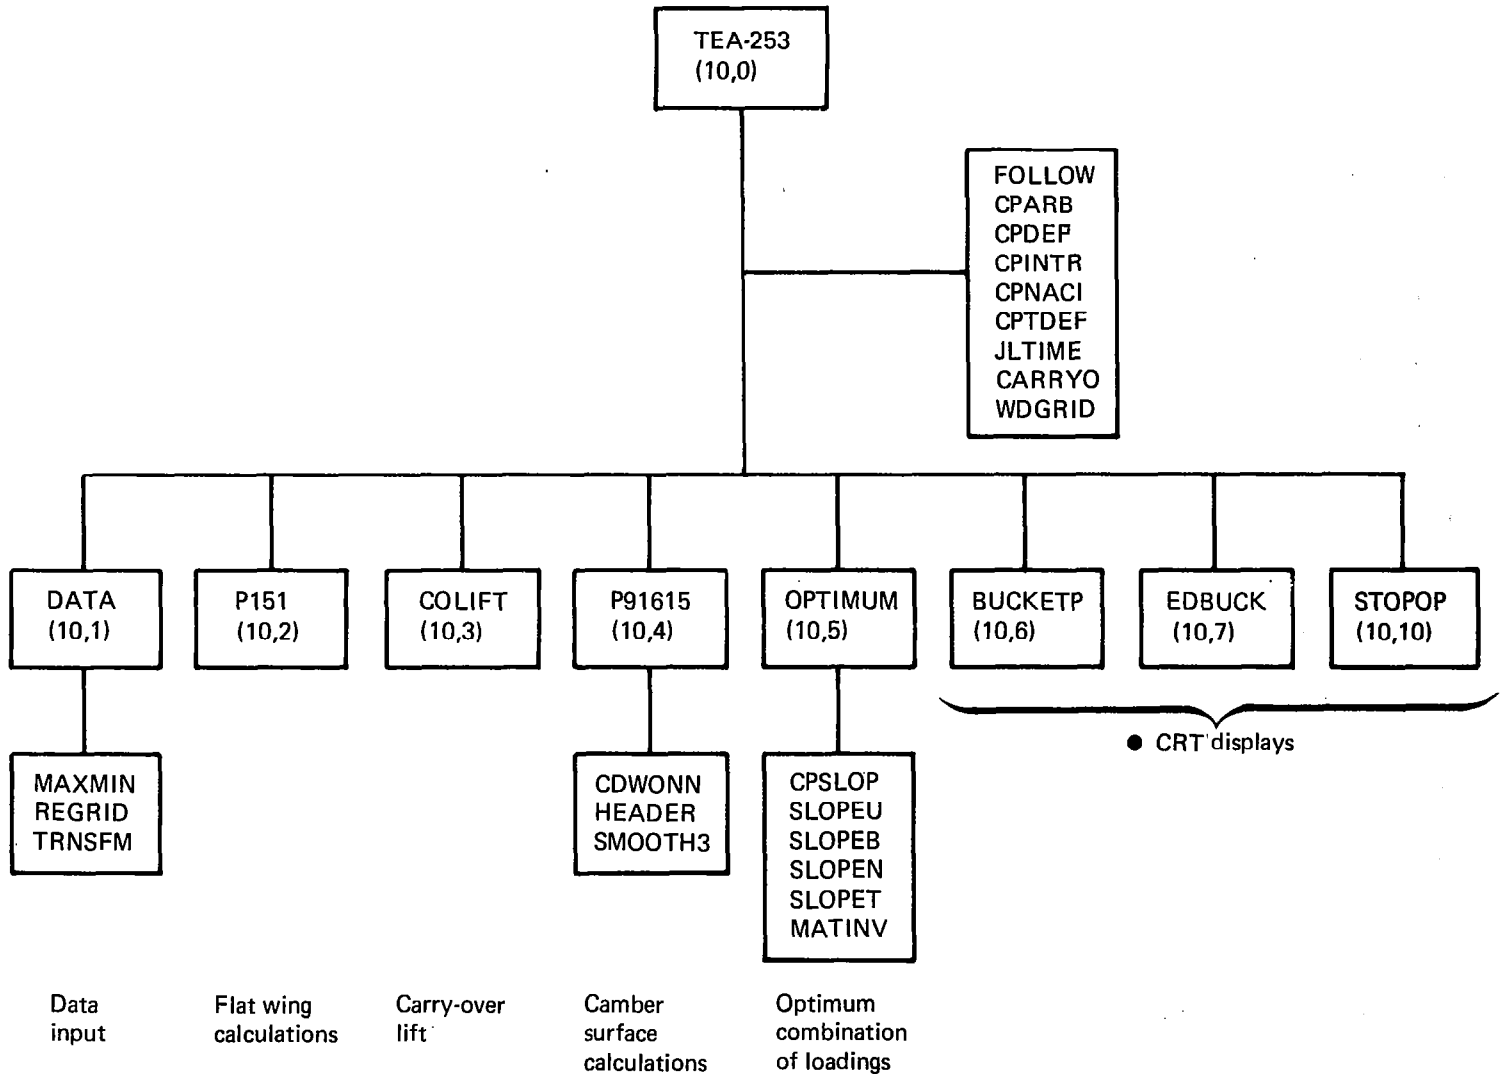 TEA-253
(10,0)
FOLLOW
CPARB
CPDEF
CPINTR
CPNACI
CPTDEF
JLTIME
CARRYO
WDGRID
DATA
(10,1)
P151
(10,2)
COLIFT
(10,3)
P91615
(10,4)
OPTIMUM
(10,5)
BUCKETP
(10,6)
EDBUCK
(10,7)
STOPOP
(10,10)
● CRT displays
MAXMIN
REGRID
TRNSFM
CDWONN
HEADER
SMOOTH3
CPSLOP
SLOPEU
SLOPEB
SLOPEN
SLOPET
MATINV
Data
input
Flat wing
calculations
Carry-over
lift
Camber
surface
calculations
Optimum
combination
of loadings